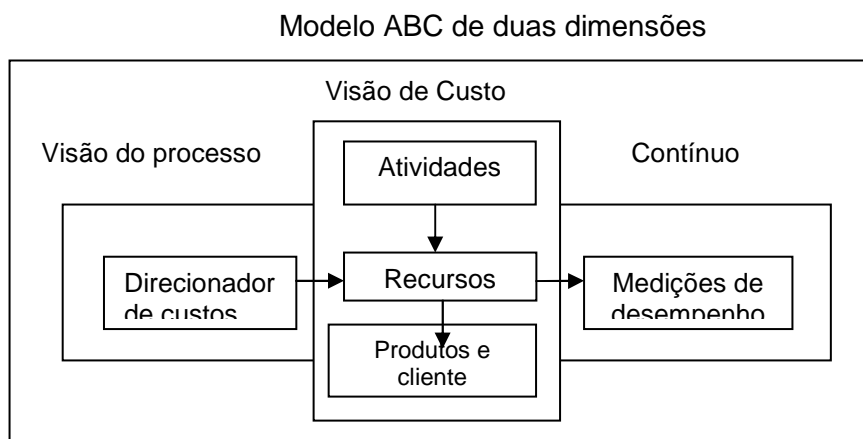 Modelo ABC de duas dimensões
Visão de Custo
Visão do processo
Atividades
Contínuo
Direcionador
de custos
Recursos
Medições de
desempenho
Produtos e
cliente